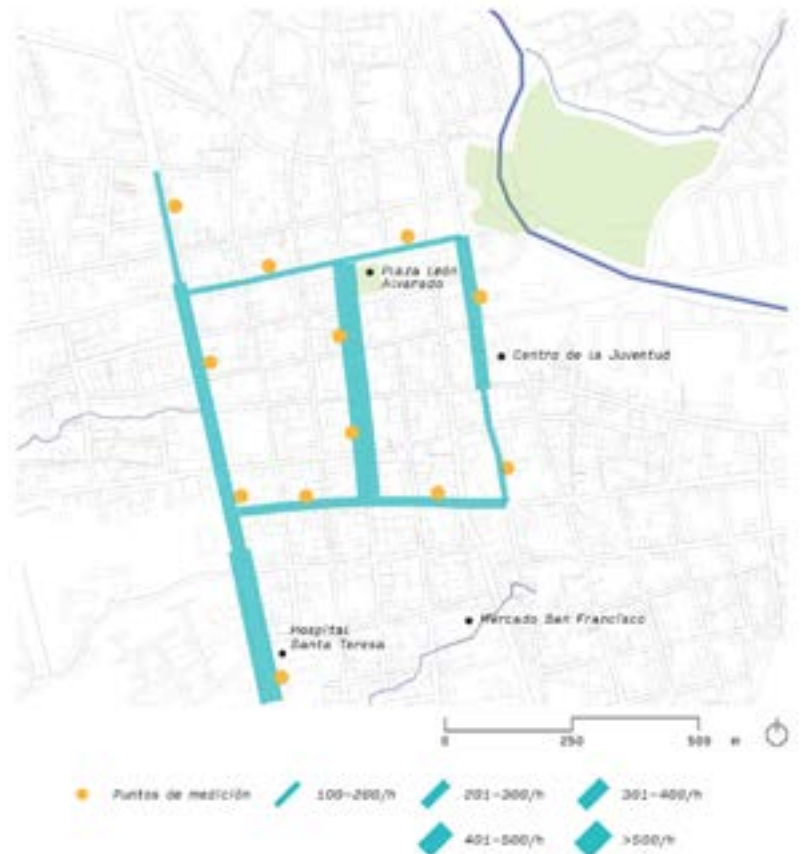 Plaza León
Alvarado
Centro de la Juventud
Mercado San Francisco
Hospital
Santa Teresa
0 250 500 m
Puntos de medición 100-200/h 201-300/h 301-400/h
401-500/h >500/h